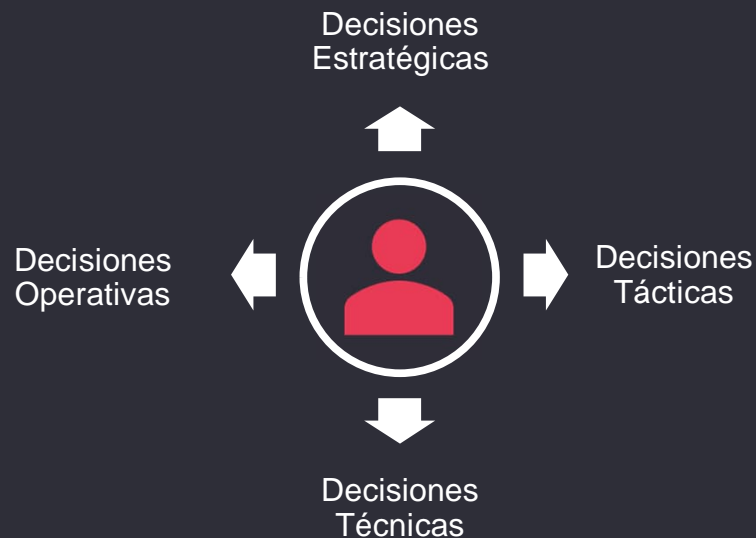 Decisiones
Estratégicas
Decisiones
Operativas
Decisiones
Tácticas
Decisiones
Técnicas